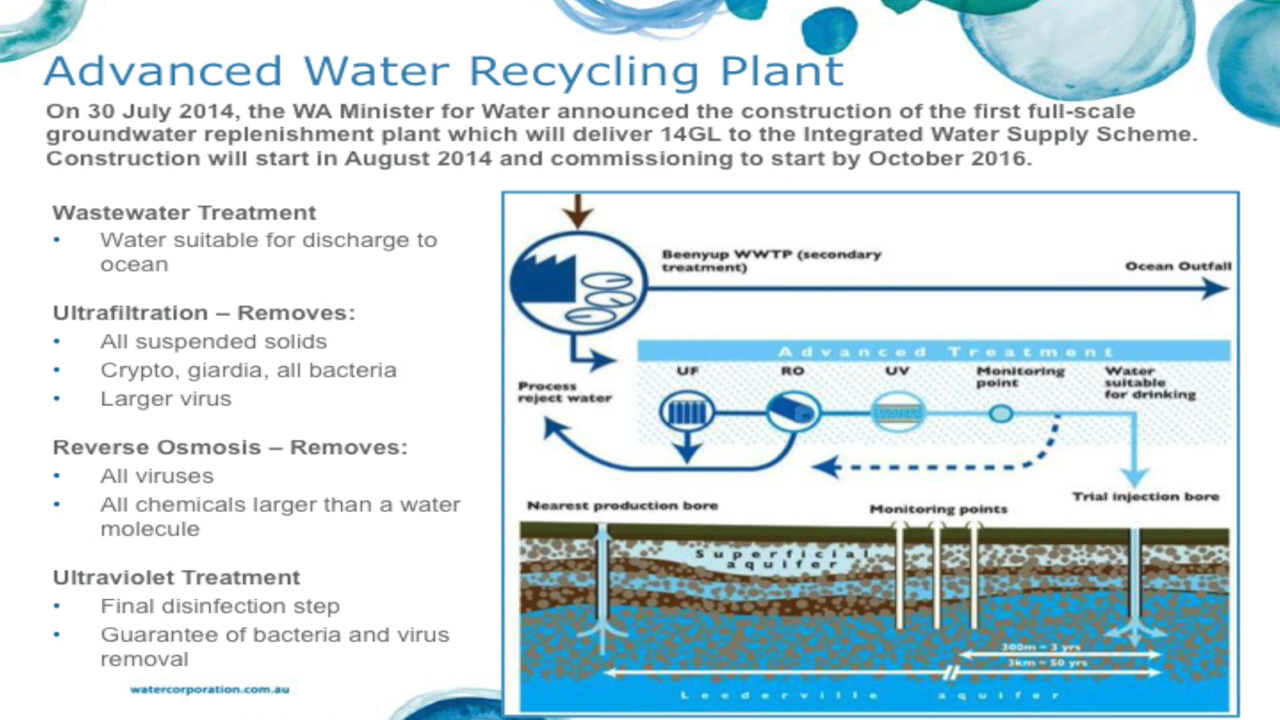 Advanced Water Recycling Plant
On 30 July 2014, the WA Minister for Water announced the construction of the first full-scale
groundwater replenishment plant which will deliver 14GL to the Integrated Water Supply Scheme.
Construction will start in August 2014 and commissioning to start by October 2016.
Wastewater Treatment
• Water suitable for discharge to
ocean
Ultrafiltration – Removes:
• All suspended solids
• Crypto, giardia, all bacteria
• Larger virus
Reverse Osmosis – Removes:
• All viruses
• All chemicals larger than a water
molecule
Ultraviolet Treatment
• Final disinfection step
• Guarantee of bacteria and virus
removal
watercorporation.com.au
Beenyup WWTP (secondary
treatment)
Ocean Outfall
Advanced Treatment
UF
RO
UV
Monitoring
point
Water
suitable
for drinking
Process
reject water
Trial injection bore
Nearest production bore
Monitoring points
Superficial
aquifer
300m ~ 3 yrs
3km ~ 50 yrs
Leederville aquifer